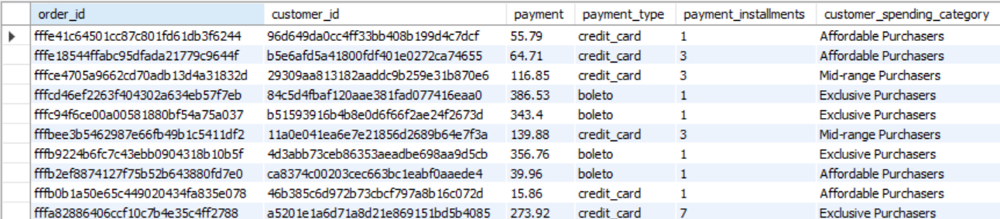 order_id customer_id payment payment_type payment_installments customer_spending_category
fffe41c64501cc87c801fd61db3f6244 96d649da0cc4ff33bb408b199d4c7dcf 55.79 credit_card 1 Affordable Purchasers
fffe18544ffabc95dfada21779c9644f b5e6afd5a41800fdf401e0272ca74655 64.71 credit_card 3 Affordable Purchasers
fffce4705a9662cd70adb13d4a31832d 29309aa813182aaddc9b259e31b870e6 116.85 credit_card 3 Mid-range Purchasers
fffcd46ef2263f404302a634eb57f7eb 84c5d4fbaf120aae381fad077416eaa0 386.53 boleto 1 Exclusive Purchasers
fffc94f6ce00a00581880bf54a75a037 b51593916b4b8e0d6f66f2ae24f2673d 343.4 boleto 1 Exclusive Purchasers
fffbee3b5462987e66fb49b1c5411df2 11a0e041ea6e7e21856d2689b64e7f3a 139.88 credit_card 3 Mid-range Purchasers
fffb9224b6fc7c43ebb0904318b10b5f 4d3abb73ceb86353aeadbe698aa9d5cb 356.76 boleto 1 Exclusive Purchasers
fffb2ef8874127f75b52b643880fd7e0 ca8374c00203cec663bc1eabf0aaede4 39.96 boleto 1 Affordable Purchasers
fffb0b1a50e65c449020434fa835e078 46b385c6d972b73cbcf797a8b16c072d 15.86 credit_card 1 Affordable Purchasers
fffa82886406ccf10c7b4e35c4ff2788 a5201e1a6d71a8d21e869151bd5b4085 273.92 credit_card 7 Exclusive Purchasers